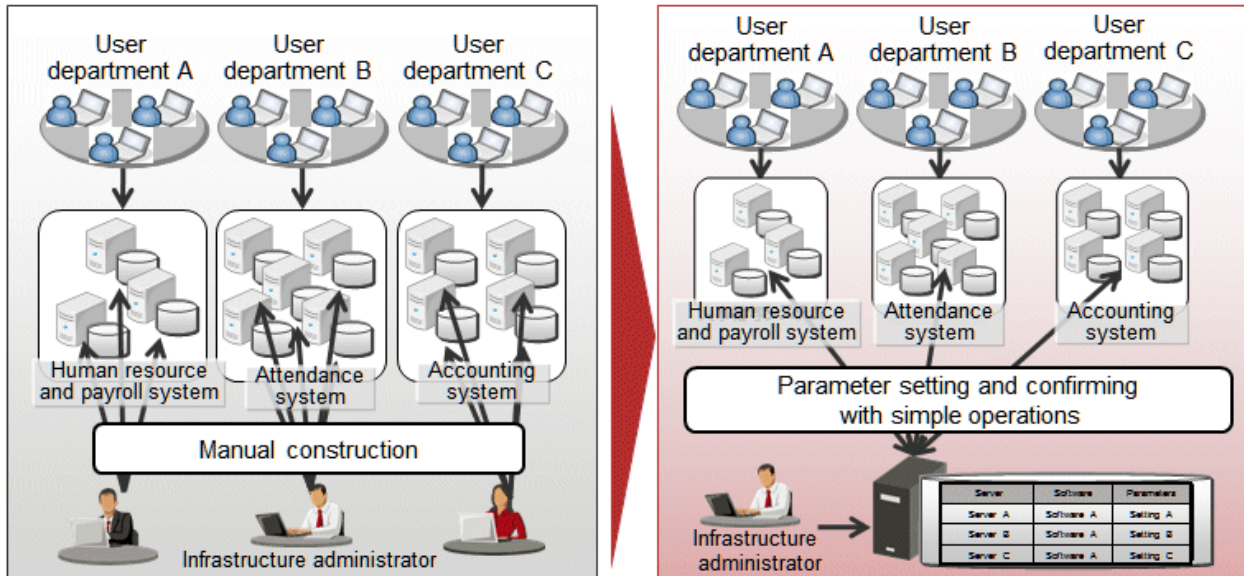 User
department A
User
department B
User
department C
Human resource
and payroll system
Attendance
system
Accounting
system
Manual construction
Infrastructure administrator
User
department A
User
department B
User
department C
Human resource
and payroll system
Attendance
system
Accounting
system
Parameter setting and confirming
with simple operations
Infrastructure
administrator
Server Software Parameters
Server A Software A Setting A
Server B Software A Setting B
Server C Software A Setting C